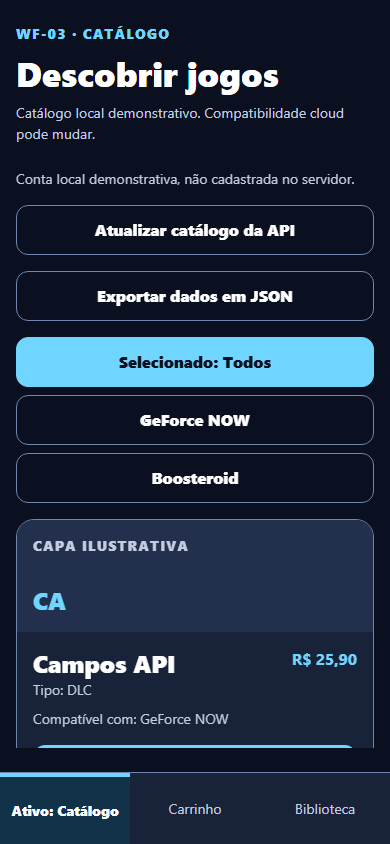 WF-03 • CATÁLOGO
Descobrir jogos
Catálogo local demonstrativo. Compatibilidade cloud
pode mudar.
Conta local demonstrativa, não cadastrada no servidor.
Atualizar catálogo da API
Exportar dados em JSON
Selecionado: Todos
GeForce NOW
Boosteroid
CAPA ILUSTRATIVA
CA
Campos API
R$ 25,90
Tipo: DLC
Compatível com: GeForce NOW
Ativo: Catálogo
Carrinho
Biblioteca